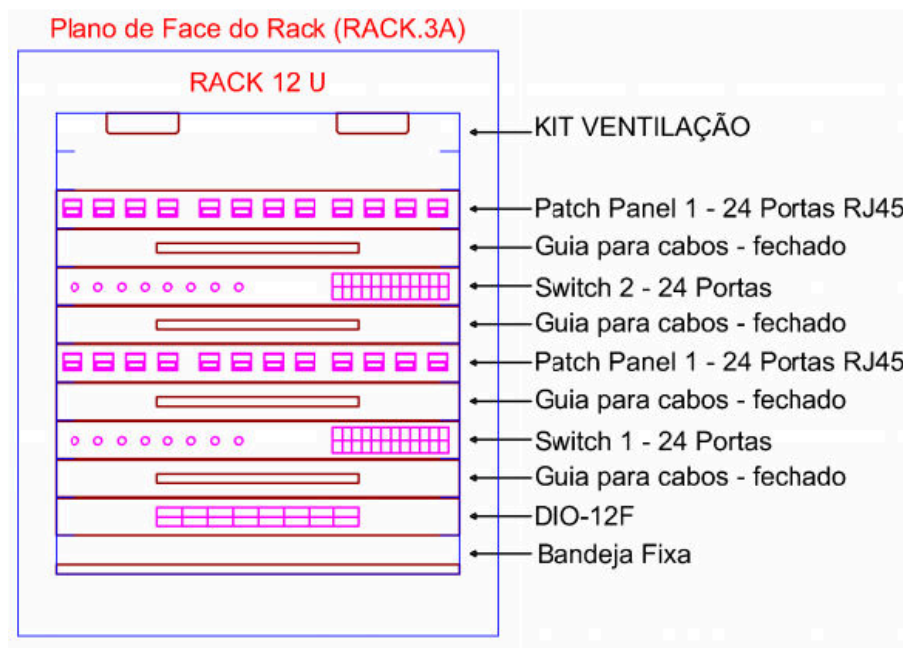 Plano de Face do Rack (RACK.3A)
RACK 12 U
KIT VENTILAÇÃO
Patch Panel 1 - 24 Portas RJ45
Guia para cabos - fechado
Switch 2 - 24 Portas
Guia para cabos - fechado
Patch Panel 1 - 24 Portas RJ45
Guia para cabos - fechado
Switch 1 - 24 Portas
Guia para cabos - fechado
DIO-12F
Bandeja Fixa